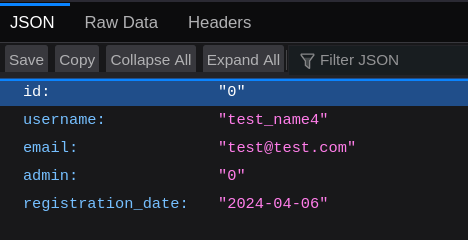 JSON Raw Data Headers
Save Copy Collapse All Expand All Filter JSON
id: "0"
username: "test_name4"
email: "test@test.com"
admin: "0"
registration_date: "2024-04-06"